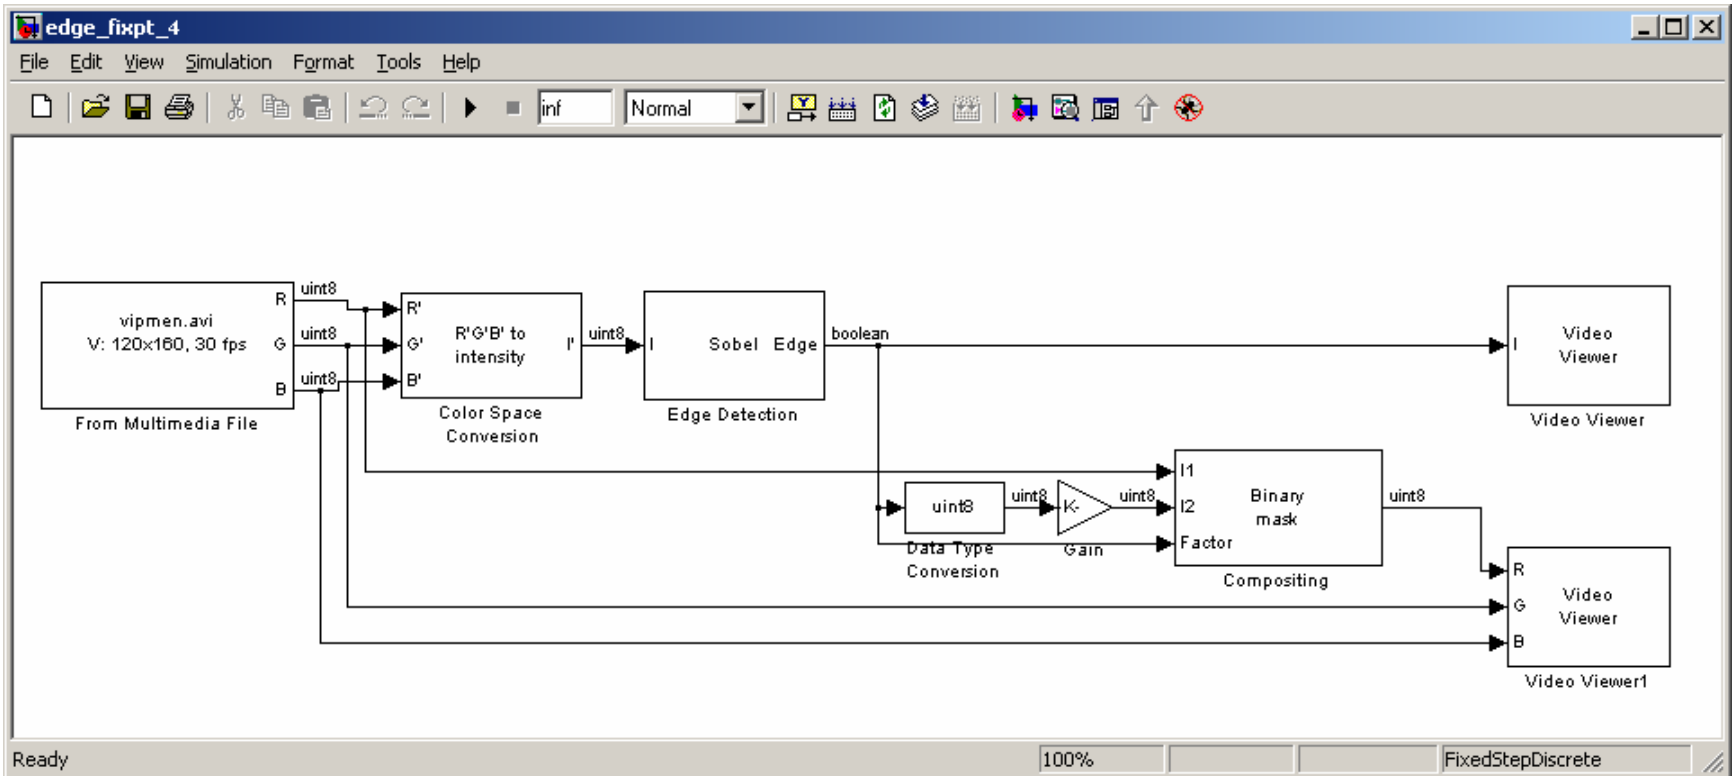 edge_fixpt_4
File Edit View Simulation Format Tools Help
inf Normal
vipmen.avi
V: 120x160, 30 fps
R
G
B
From Multimedia File
uint8
uint8
uint8
R'
G'
B'
R'G'B' to
intensity
I'
Color Space
Conversion
uint8
I
Sobel Edge
Edge Detection
boolean
I
Video
Viewer
Video Viewer
uint8
Data Type
Conversion
uint8
K-
Gain
uint8
I1
I2
Factor
Binary
mask
Compositing
uint8
R
G
B
Video
Viewer
Video Viewer1
Ready 100% FixedStepDiscrete